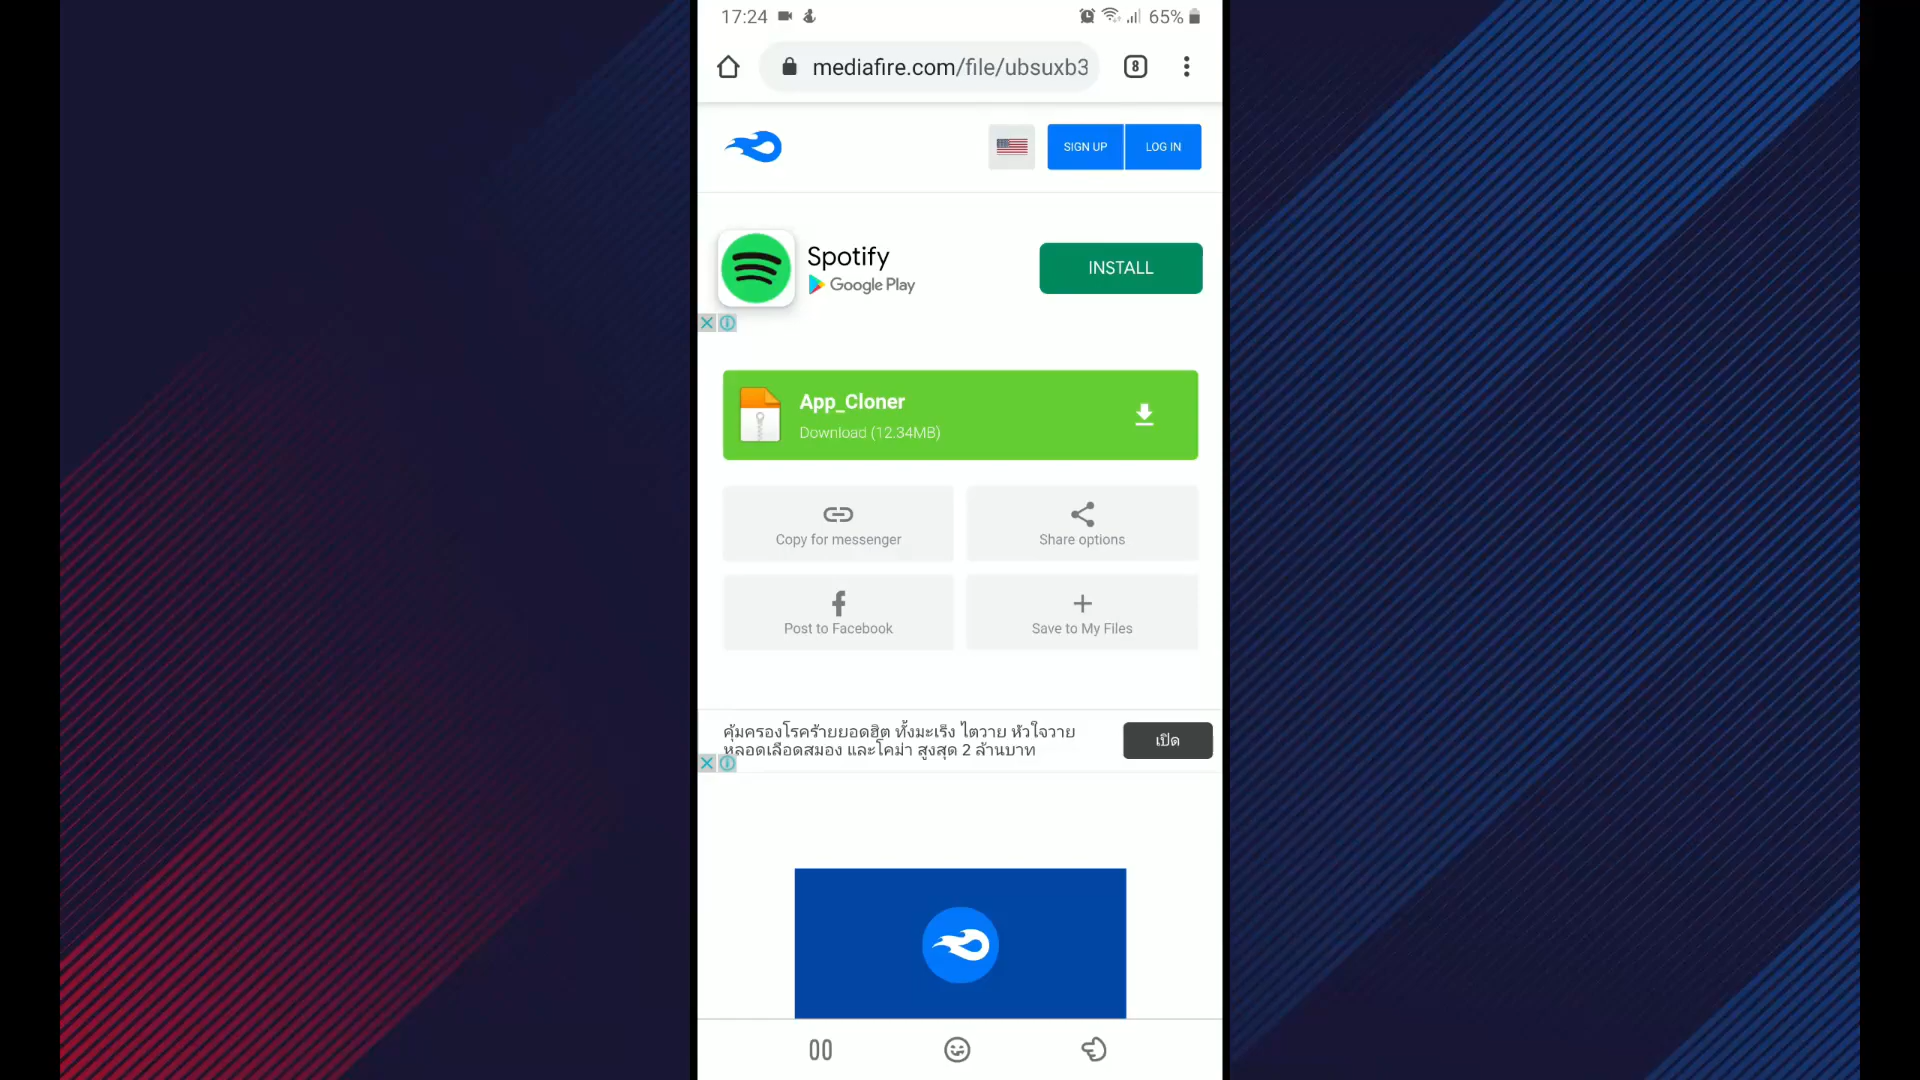 17:24
65%
mediafire.com/file/ubsuxb3
8
SIGN UP
LOG IN
Spotify
Google Play
INSTALL
App_Cloner
Download (12.34MB)
Copy for messenger
Share options
Post to Facebook
Save to My Files
คุ้มครองโรคร้ายยอดฮิต ทั้งมะเร็ง ไตวาย หัวใจวาย
หลอดเลือดสมอง และโคม่า สูงสุด 2 ล้านบาท
เปิด